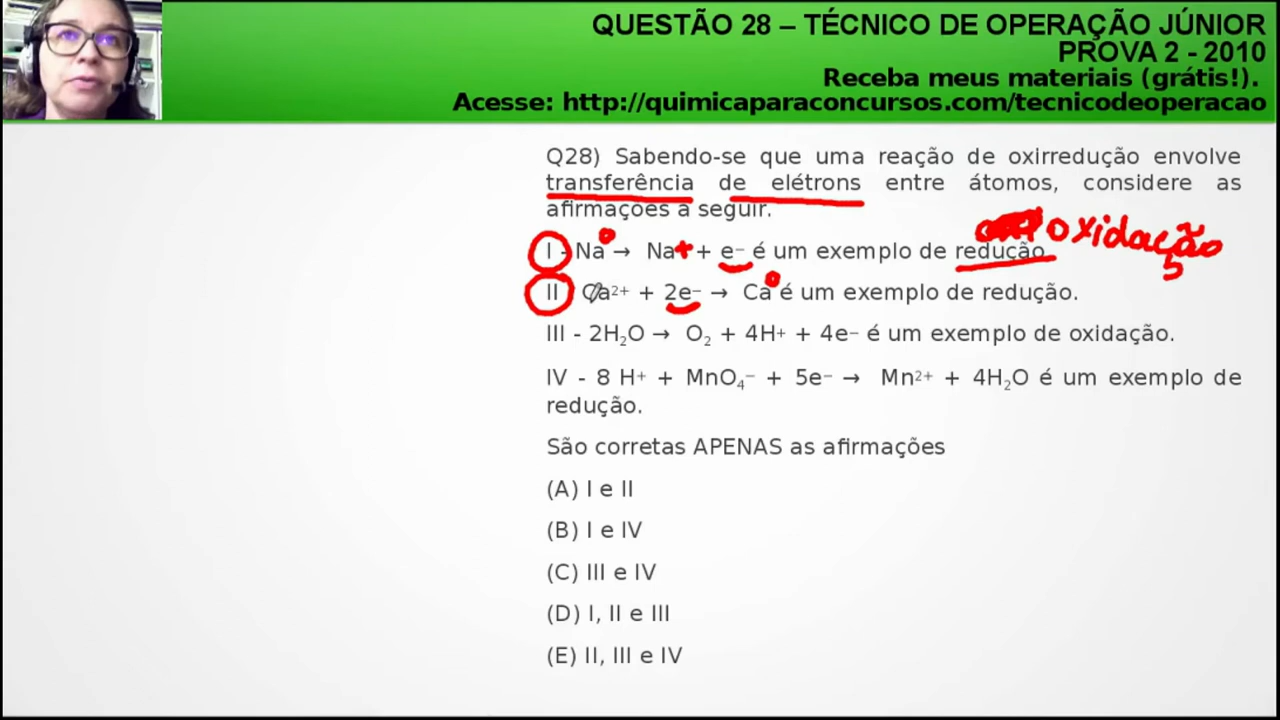 QUESTÃO 28 – TÉCNICO DE OPERAÇÃO JÚNIOR
PROVA 2 - 2010
Receba meus materiais (grátis!).
Acesse: http://quimicaparaconcursos.com/tecnicodeoperacao
Q28) Sabendo-se que uma reação de oxirredução envolve
transferência de elétrons entre átomos, considere as
afirmações a seguir.
oxidação
I - Na⁰ → Na⁺ + e⁻ é um exemplo de redução.
II Ca²⁺ + 2e⁻ → Ca⁰ é um exemplo de redução.
III - 2H₂O → O₂ + 4H⁺ + 4e⁻ é um exemplo de oxidação.
IV - 8 H⁺ + MnO₄⁻ + 5e⁻ → Mn²⁺ + 4H₂O é um exemplo de
redução.
São corretas APENAS as afirmações
(A) I e II
(B) I e IV
(C) III e IV
(D) I, II e III
(E) II, III e IV